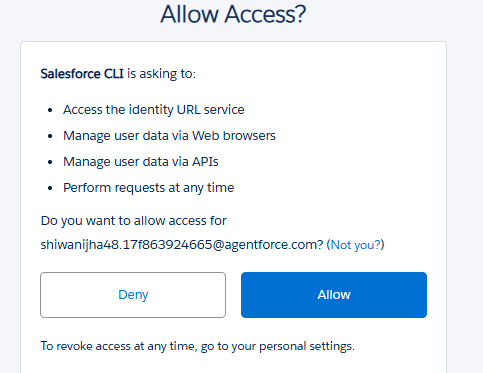 Allow Access?
Salesforce CLI is asking to:
• Access the identity URL service
• Manage user data via Web browsers
• Manage user data via APIs
• Perform requests at any time
Do you want to allow access for
shiwanijha48.17f863924665@agentforce.com? (Not you?)
Deny
Allow
To revoke access at any time, go to your personal settings.